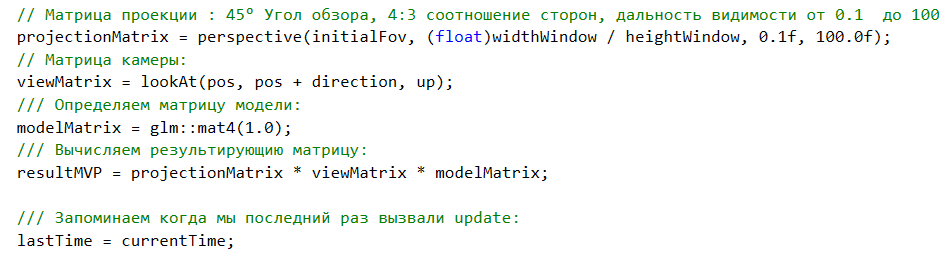 // Матрица проекции : 45º Угол обзора, 4:3 соотношение сторон, дальность видимости от 0.1  до 100
projectionMatrix = perspective(initialFov, (float)widthWindow / heightWindow, 0.1f, 100.0f);
// Матрица камеры:
viewMatrix = lookAt(pos, pos + direction, up);
/// Определяем матрицу модели:
modelMatrix = glm::mat4(1.0);
/// Вычисляем результирующию матрицу:
resultMVP = projectionMatrix * viewMatrix * modelMatrix;
/// Запоминаем когда мы последний раз вызвали update:
lastTime = currentTime;